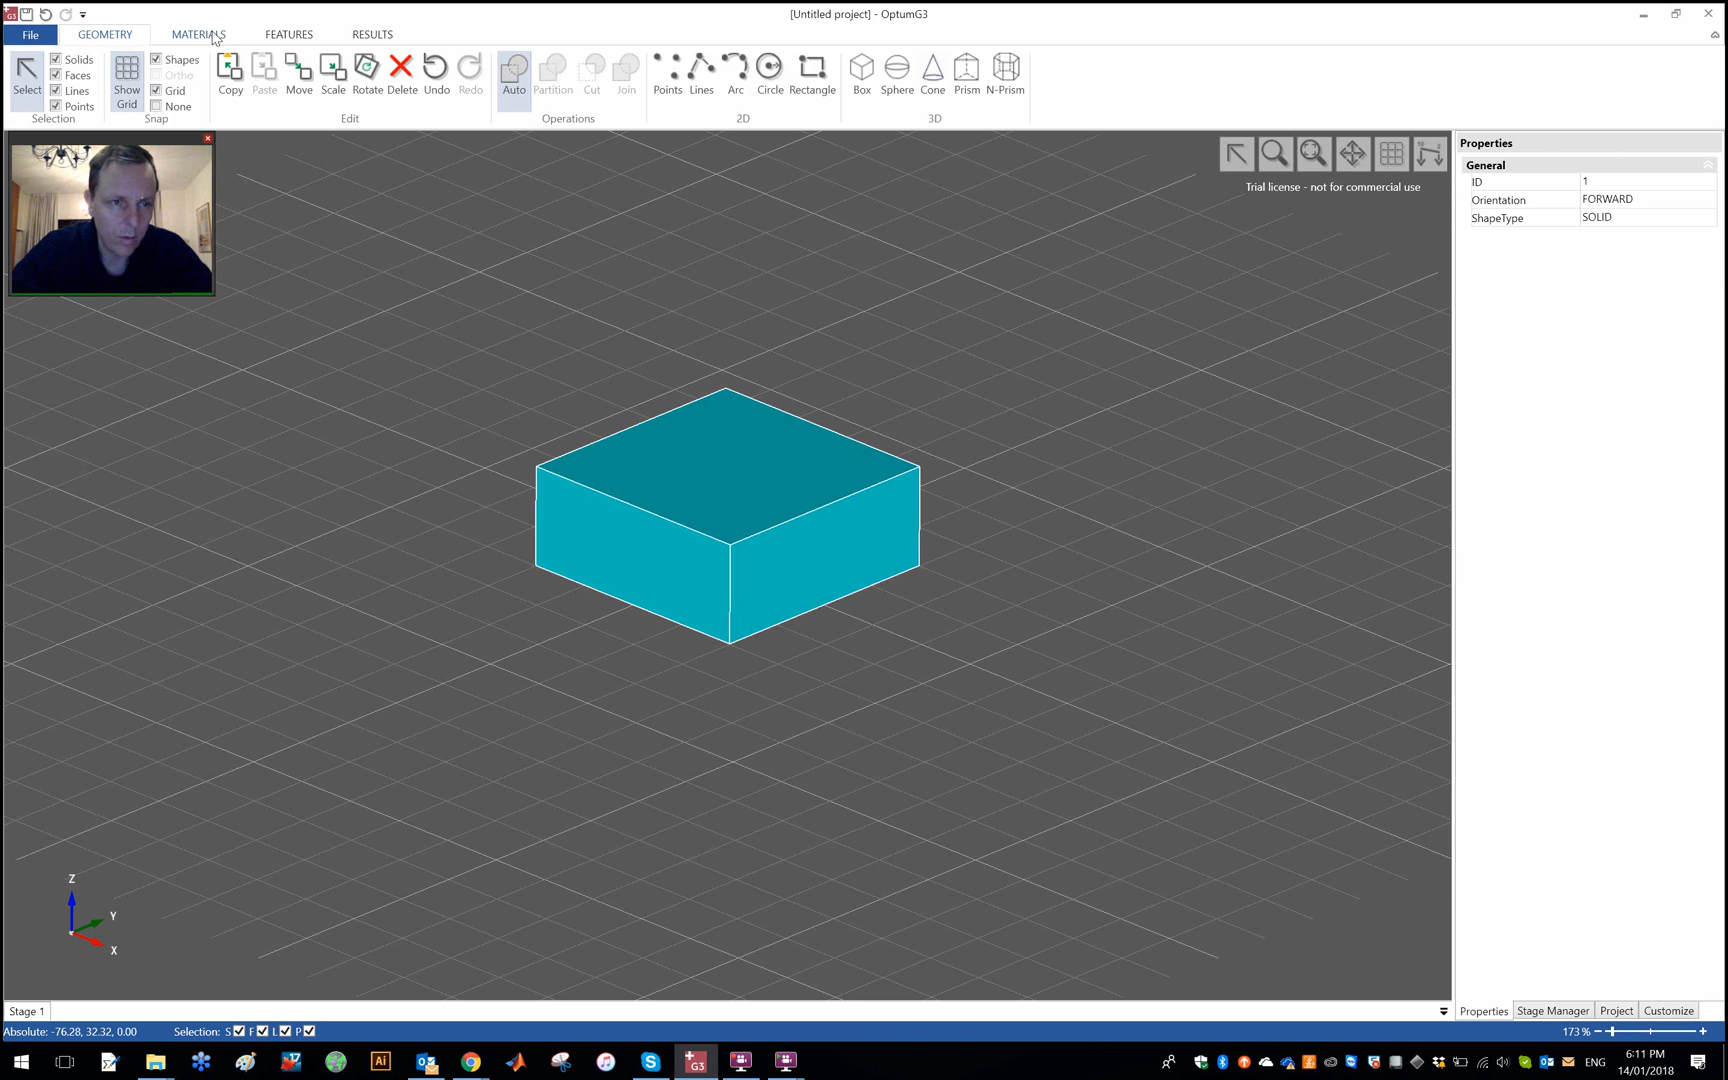 G3 [Untitled project] - OptumG3
File GEOMETRY MATERIALS FEATURES RESULTS
Select Solids Faces Lines Points
Selection
Show Grid Shapes Ortho Grid None
Snap
Copy Paste Move Scale Rotate Delete Undo Redo
Edit
Auto Partition Cut Join
Operations
Points Lines Arc Circle Rectangle
2D
Box Sphere Cone Prism N-Prism
3D
Trial license - not for commercial use
Properties
General
ID 1
Orientation FORWARD
ShapeType SOLID
Z
Y
X
Stage 1
Properties Stage Manager Project Customize
Absolute: -76.28, 32.32, 0.00 Selection: S F L P 173 %
Ai G3 ENG 6:11 PM
14/01/2018